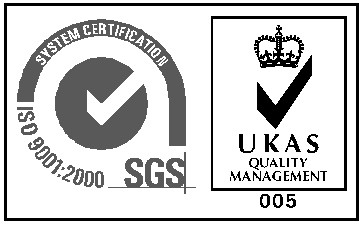 SYSTEM CERTIFICATION
ISO 9001:2000
SGS
UKAS
QUALITY
MANAGEMENT
005